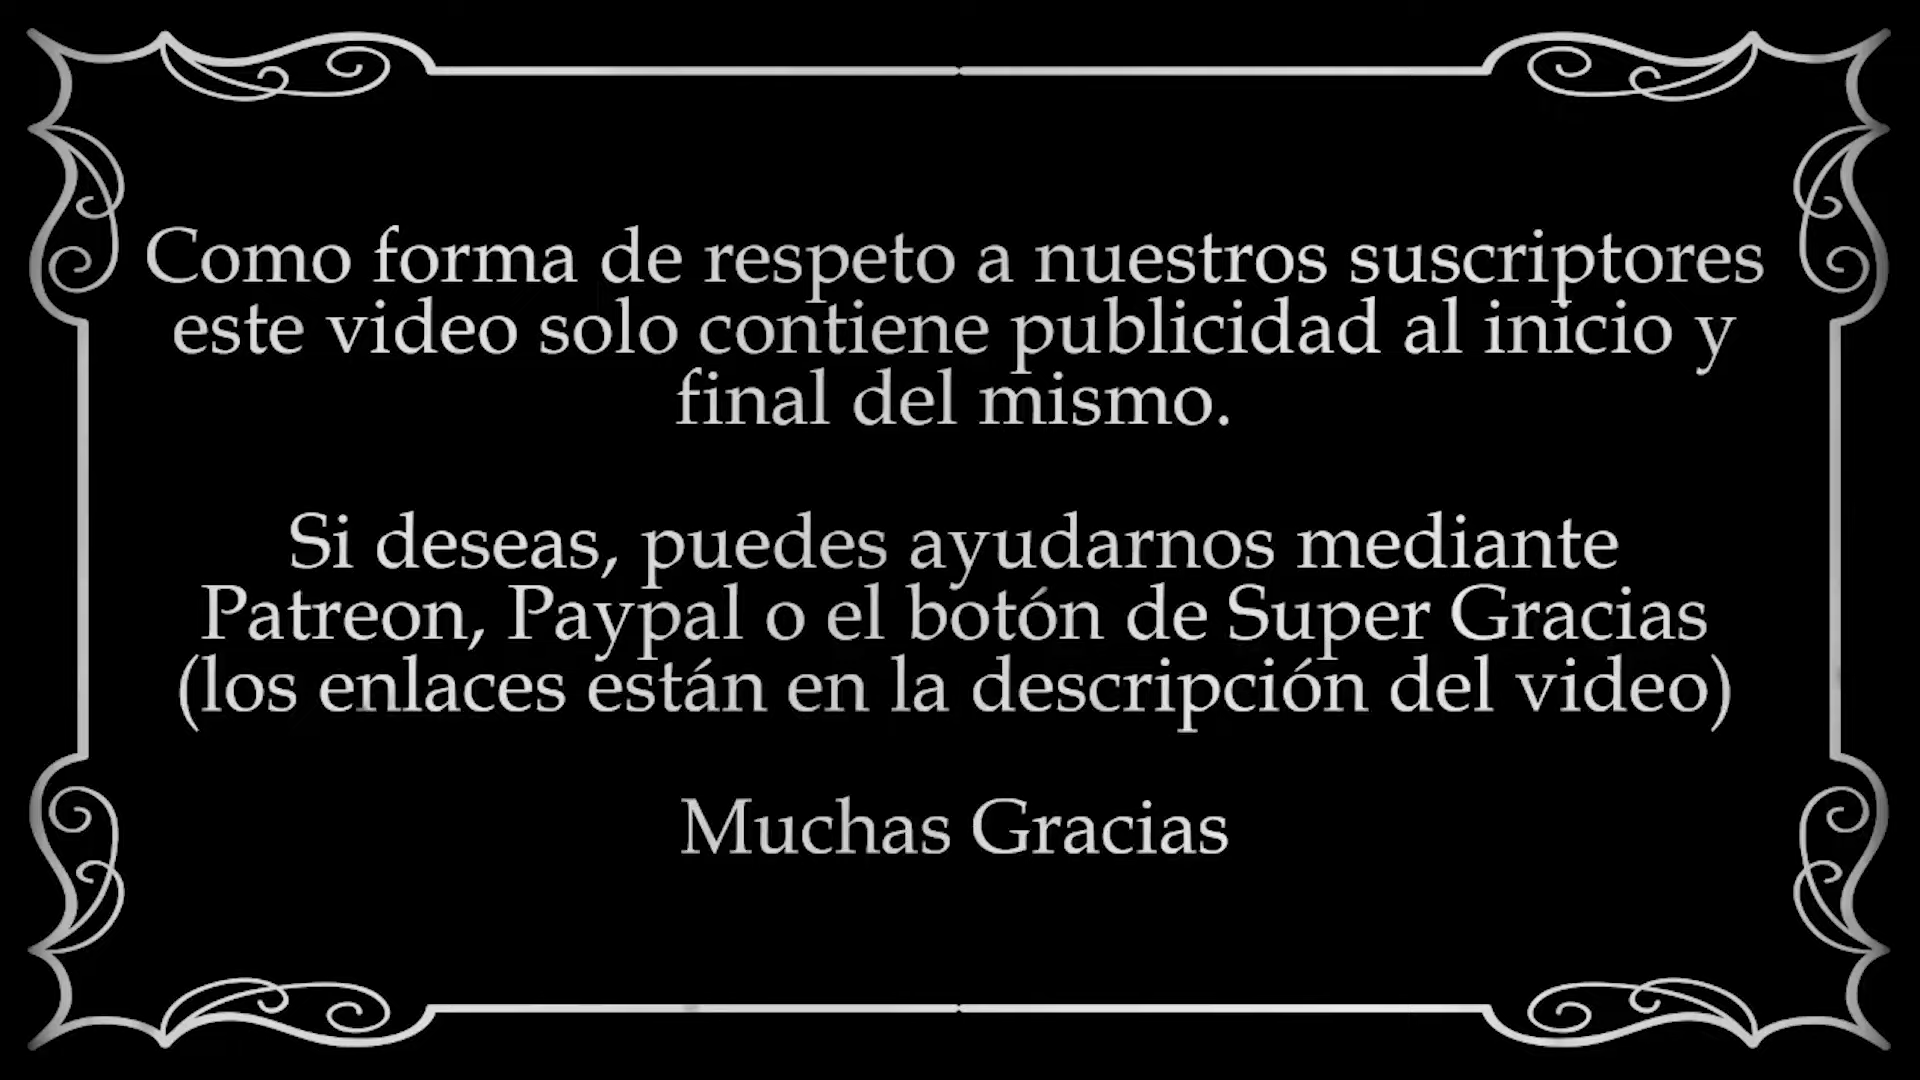 Como forma de respeto a nuestros suscriptores
este video solo contiene publicidad al inicio y
final del mismo.
Si deseas, puedes ayudarnos mediante
Patreon, Paypal o el botón de Super Gracias
(los enlaces están en la descripción del video)
Muchas Gracias